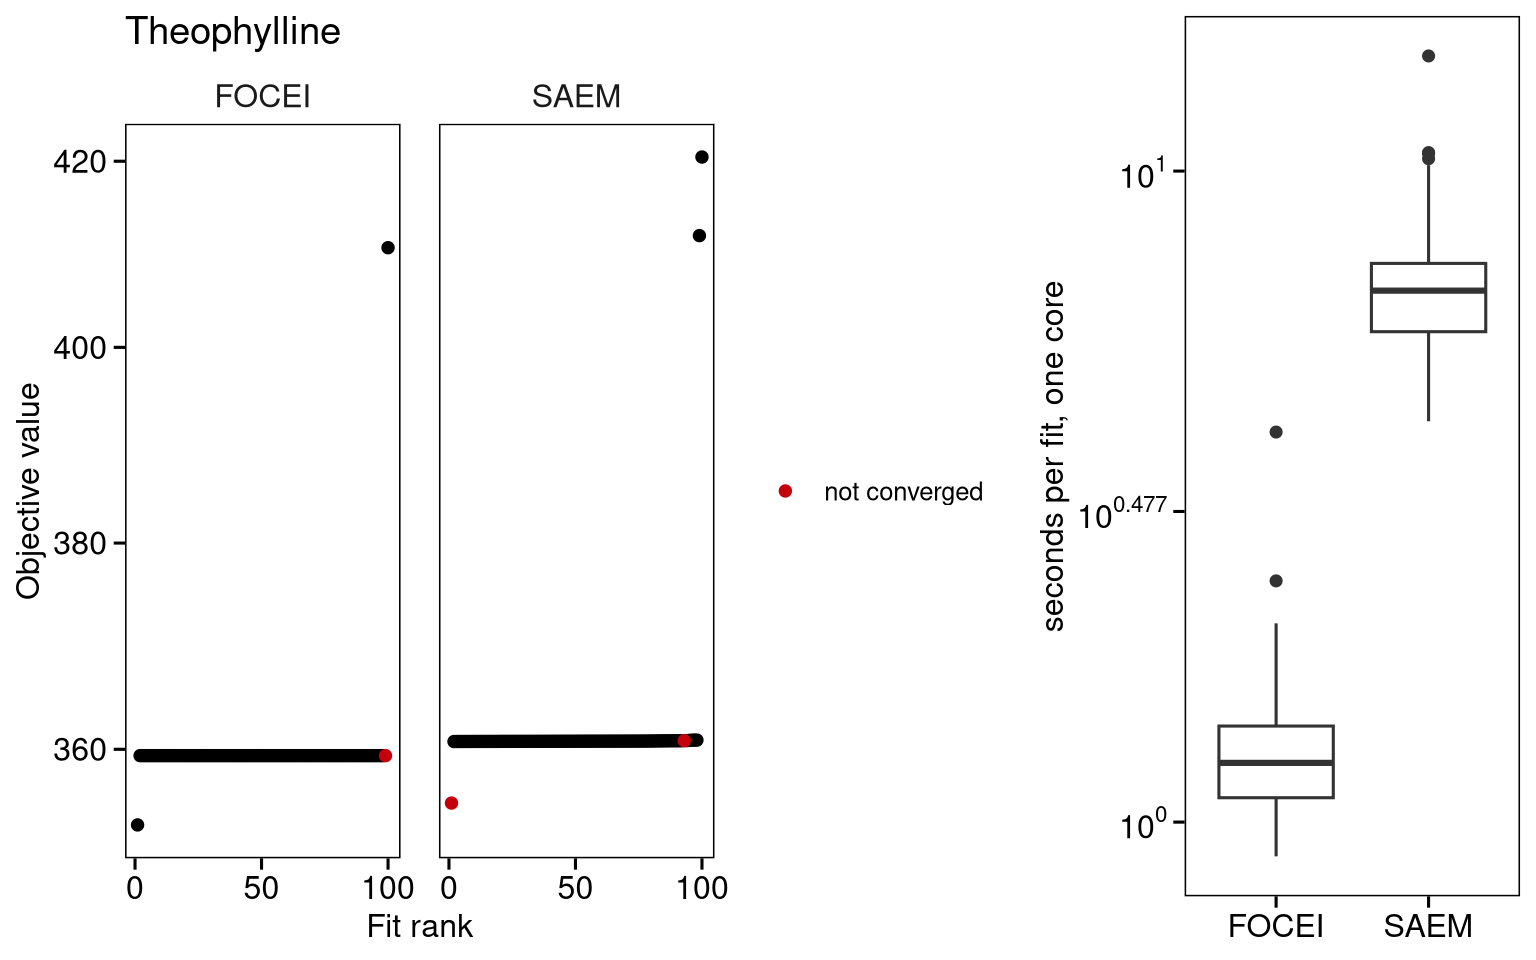 Theophylline
FOCEI
SAEM
420
400
380
360
Objective value
0 50 100
0 50 100
Fit rank
not converged
seconds per fit, one core
10^1
10^0.477
10^0
FOCEI SAEM